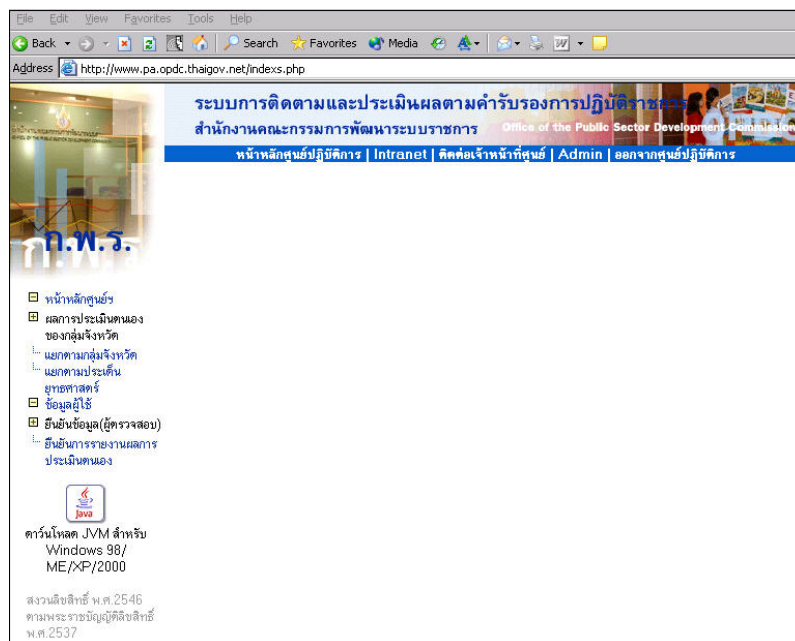 File Edit View Favorites Tools Help
Back Search Favorites Media
Address http://www.pa.opdc.thaigov.net/indexs.php
ระบบการติดตามและประเมินผลตามคำรับรองการปฏิบัติราชการ
สำนักงานคณะกรรมการพัฒนาระบบราชการ Office of the Public Sector Development Commission
หน้าหลักศูนย์ปฏิบัติการ | Intranet | ติดต่อเจ้าหน้าที่ศูนย์ | Admin | ออกจากศูนย์ปฏิบัติการ
ก.พ.ร.
หน้าหลักศูนย์ฯ
ผลการประเมินตนเอง
ของกลุ่มจังหวัด
แยกตามกลุ่มจังหวัด
แยกตามประเด็น
ยุทธศาสตร์
ข้อมูลผู้ใช้
ยืนยันข้อมูล(ผู้ตรวจสอบ)
ยืนยันการรายงานผลการ
ประเมินตนเอง
Java
ดาว์นโหลด JVM สำหรับ
Windows 98/
ME/XP/2000
สงวนลิขสิทธิ์ พ.ศ.2546
ตามพระราชบัญญัติลิขสิทธิ์
พ.ศ.2537